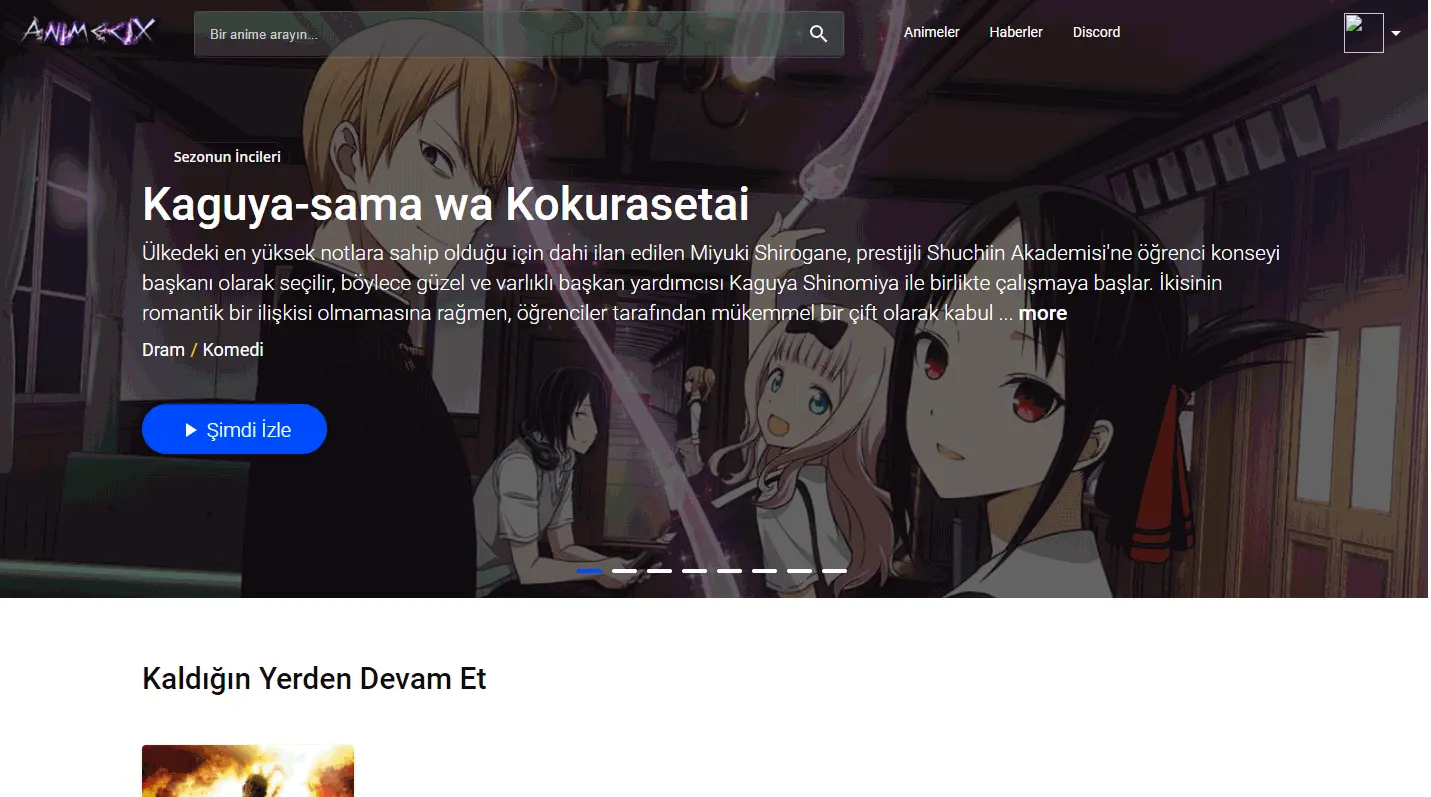 ANIMECIX
Bir anime arayın...
Animeler
Haberler
Discord
Sezonun İncileri
Kaguya-sama wa Kokurasetai
Ülkedeki en yüksek notlara sahip olduğu için dahi ilan edilen Miyuki Shirogane, prestijli Shuchiin Akademisi'ne öğrenci konseyi
başkanı olarak seçilir, böylece güzel ve varlıklı başkan yardımcısı Kaguya Shinomiya ile birlikte çalışmaya başlar. İkisinin
romantik bir ilişkisi olmamasına rağmen, öğrenciler tarafından mükemmel bir çift olarak kabul ... more
Dram / Komedi
Şimdi İzle
Kaldığın Yerden Devam Et